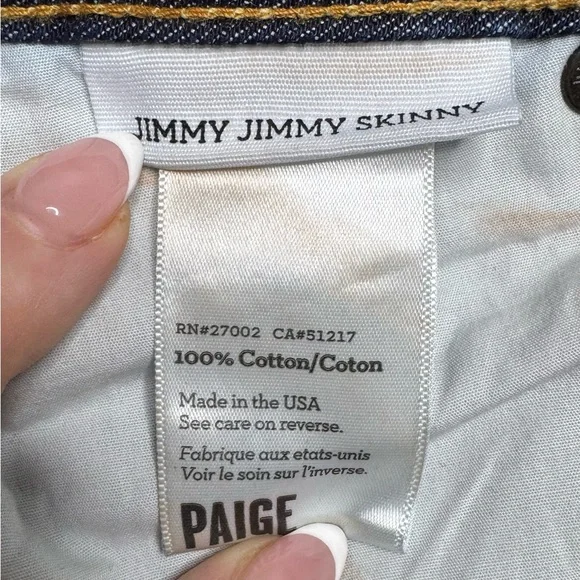 JIMMY JIMMY SKINNY
RN#27002 CA#51217
100% Cotton/Coton
Made in the USA
See care on reverse.
Fabrique aux etats-unis
Voir le soin sur l'inverse.
PAIGE